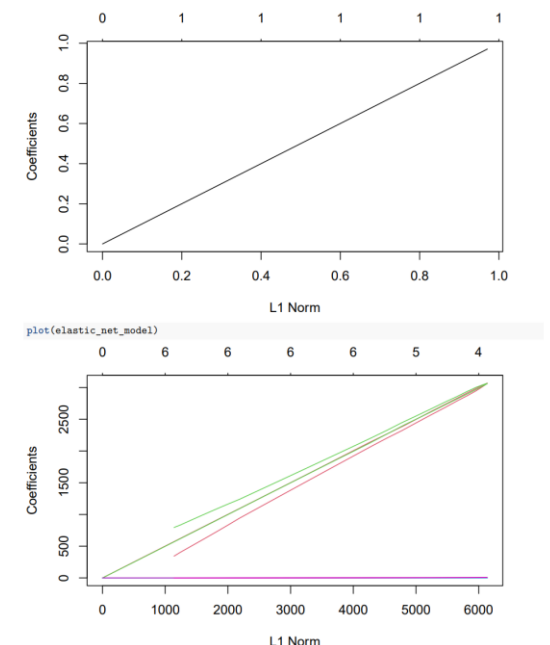 0 1 1 1 1 1
1.0
0.8
0.6
0.4
0.2
0.0
Coefficients
0.0 0.2 0.4 0.6 0.8 1.0
L1 Norm
plot(elastic_net_model)
0 6 6 6 6 5 4
2500
1500
500
0
Coefficients
0 1000 2000 3000 4000 5000 6000
L1 Norm